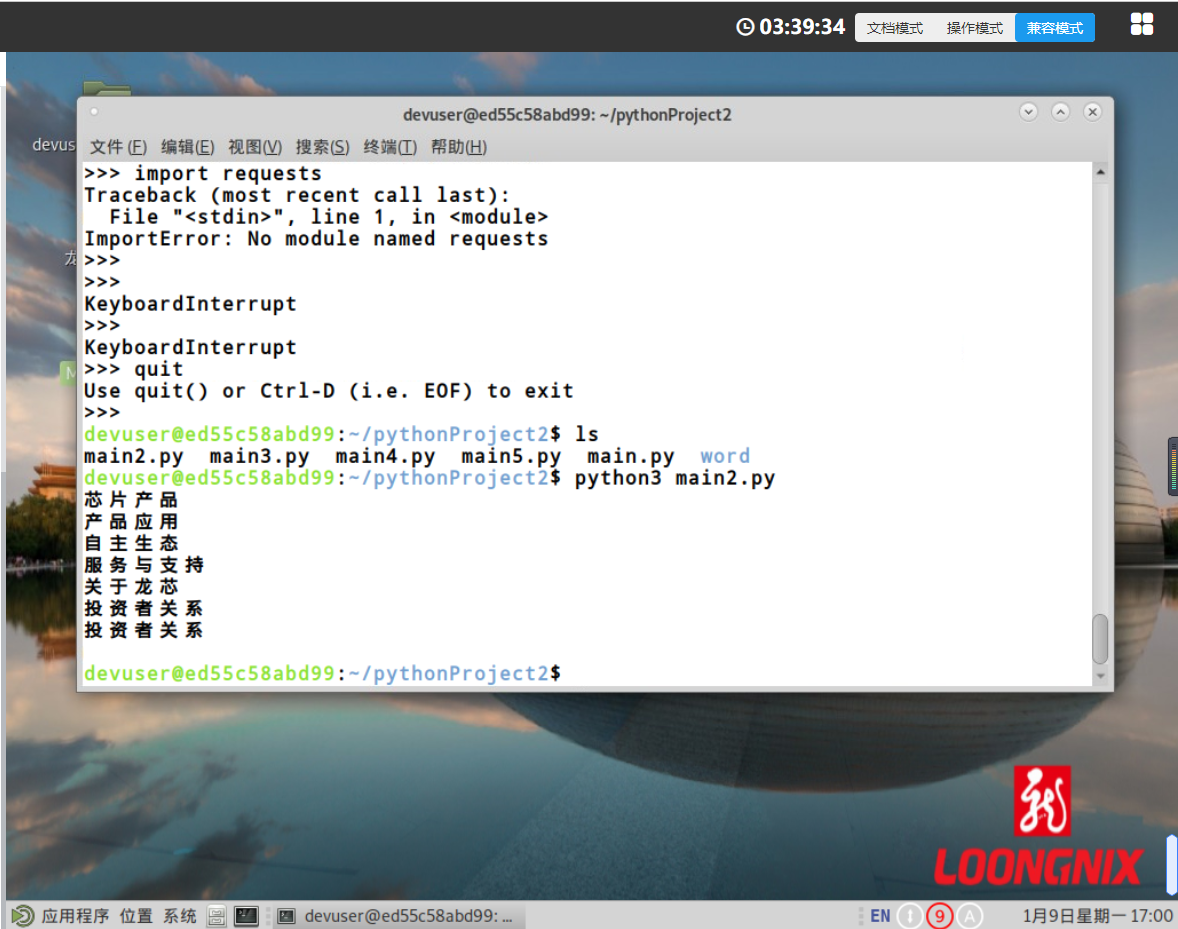 03:39:34 文档模式 操作模式 兼容模式
devus
devuser@ed55c58abd99: ~/pythonProject2
文件(F) 编辑(E) 视图(V) 搜索(S) 终端(T) 帮助(H)
>>> import requests
Traceback (most recent call last):
  File "<stdin>", line 1, in <module>
ImportError: No module named requests
>>>
>>>
KeyboardInterrupt
>>>
KeyboardInterrupt
>>> quit
Use quit() or Ctrl-D (i.e. EOF) to exit
>>>
devuser@ed55c58abd99:~/pythonProject2$ ls
main2.py  main3.py  main4.py  main5.py  main.py  word
devuser@ed55c58abd99:~/pythonProject2$ python3 main2.py
芯片产品
产品应用
自主生态
服务与支持
关于龙芯
投资者关系
投资者关系
devuser@ed55c58abd99:~/pythonProject2$
龙
M
LOONGNIX
应用程序 位置 系统 devuser@ed55c58abd99: ... EN 9 A 1月9日星期一 17:00